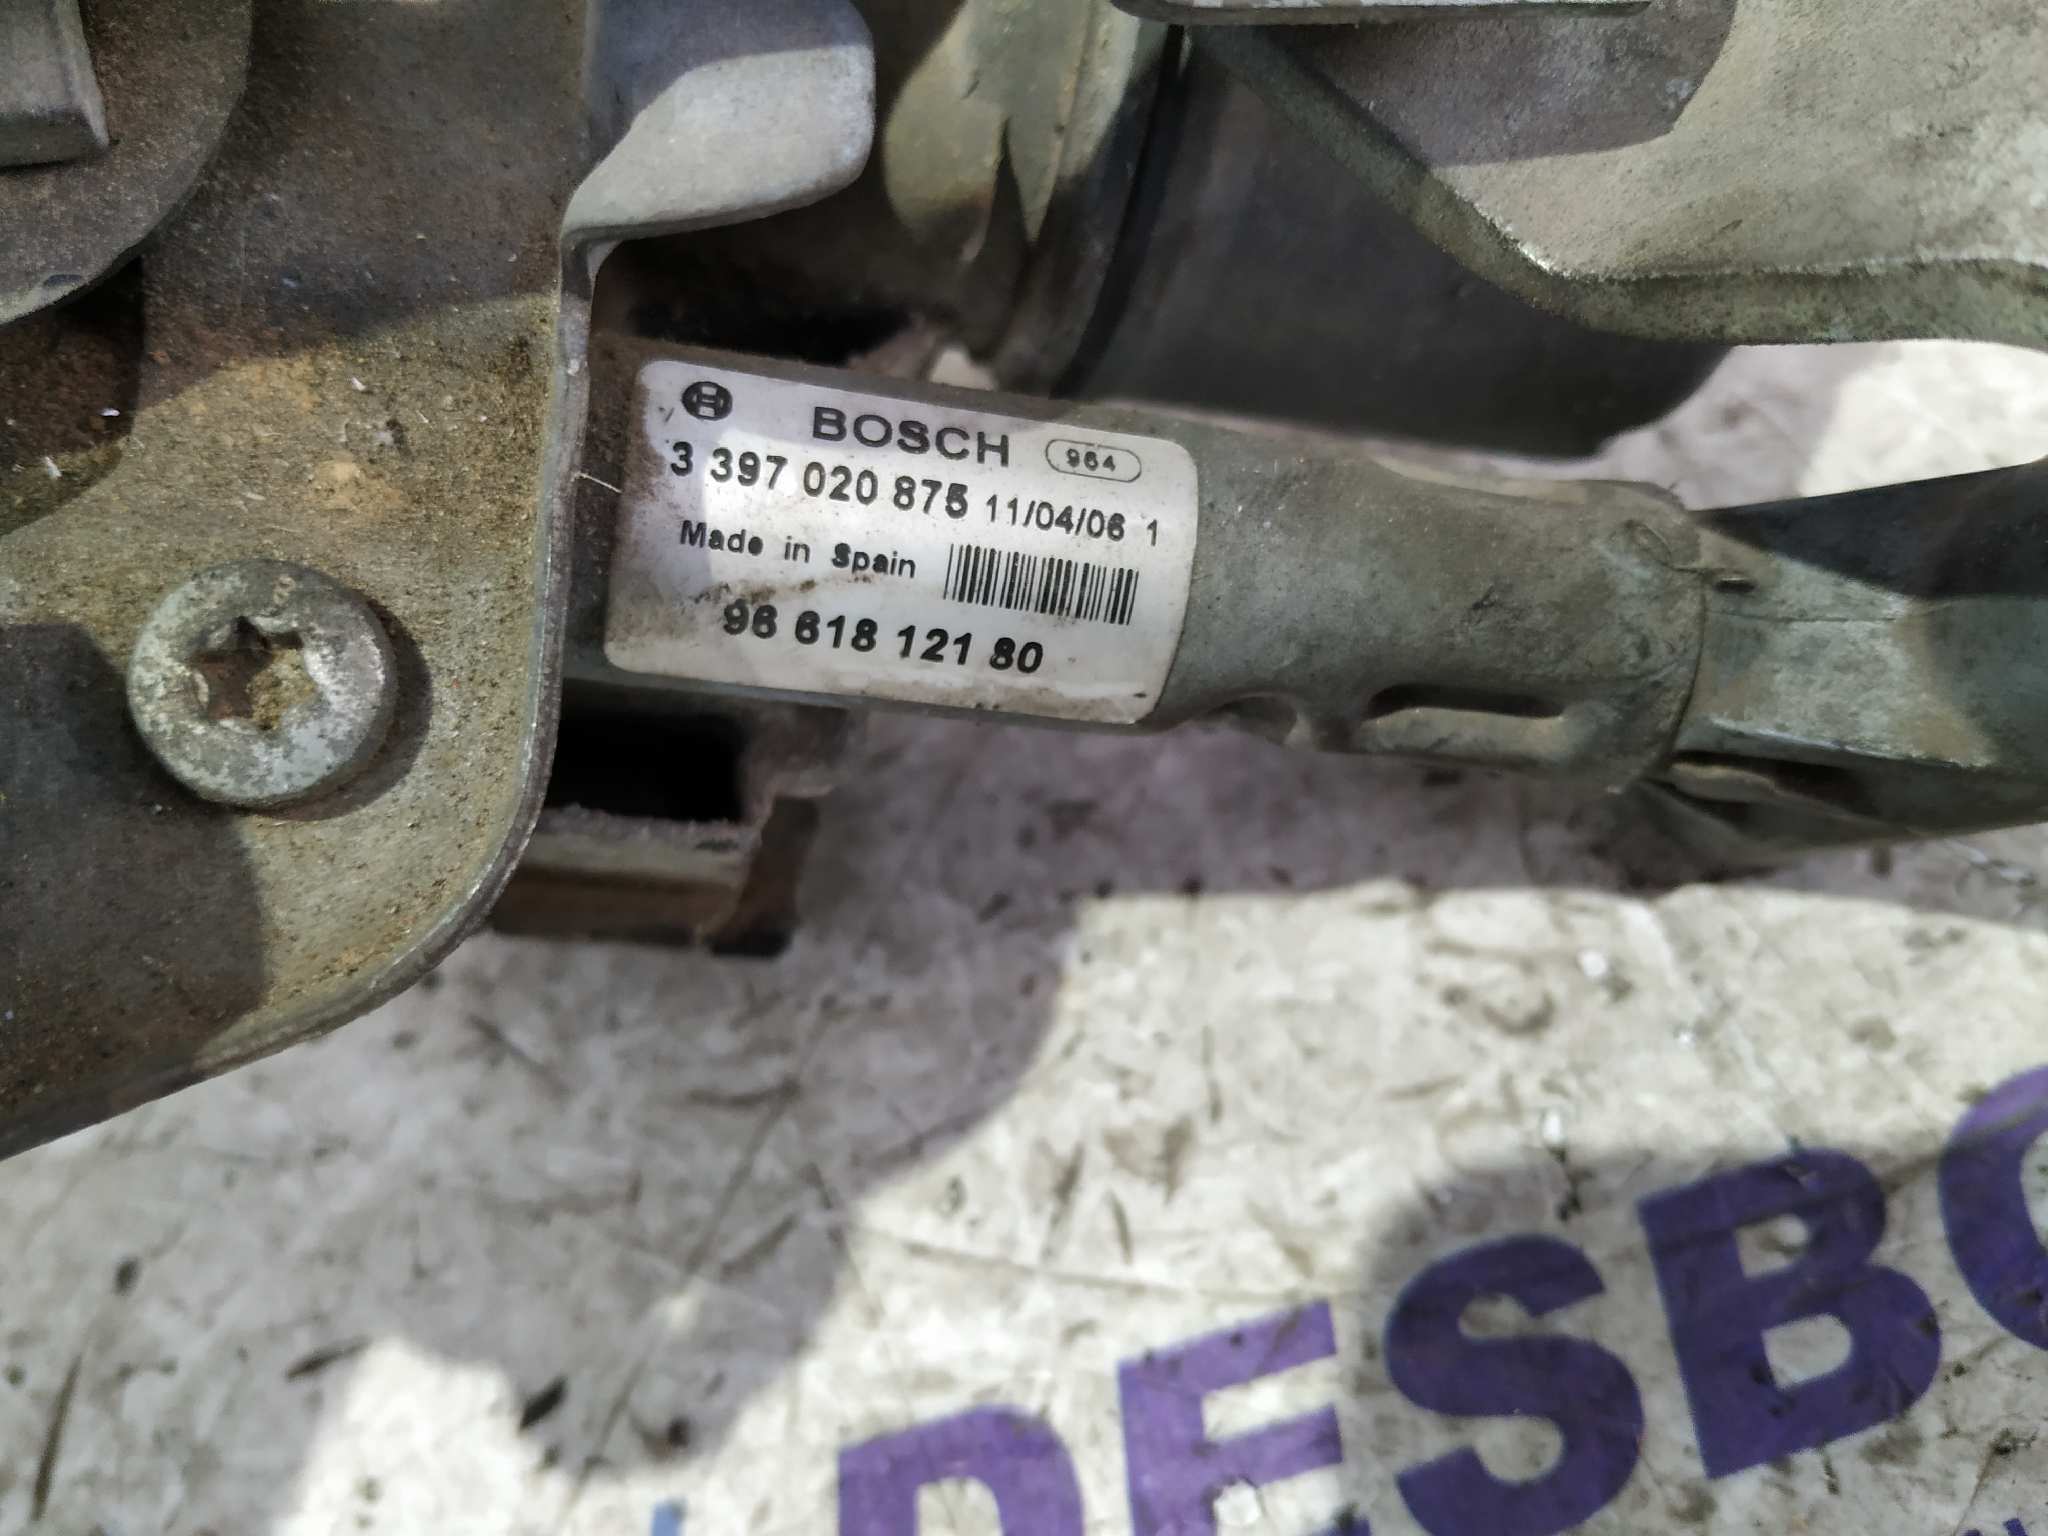 BOSCH 964
3 397 020 875 11/04/06 1
Made in Spain
96 618 121 80
DESBO